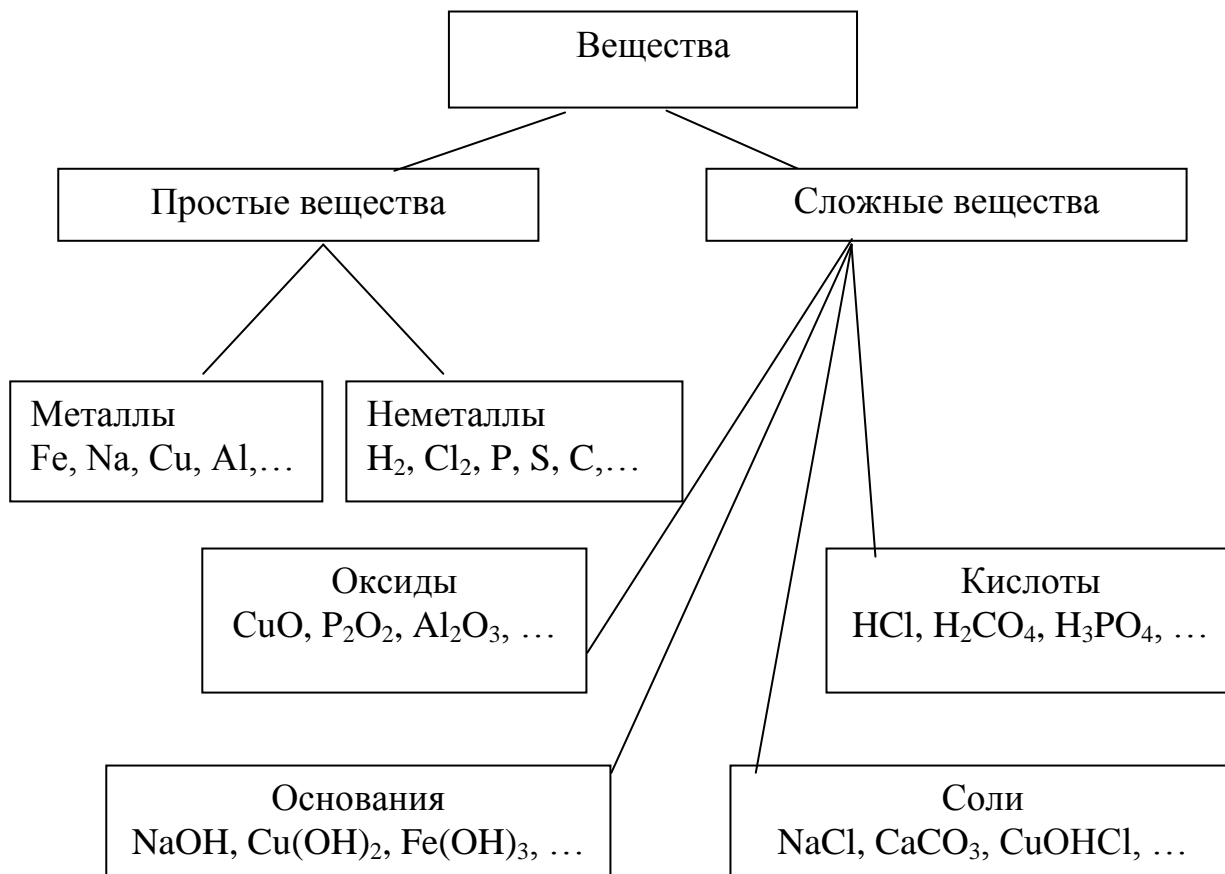 Вещества
Простые вещества
Сложные вещества
Металлы
Fe, Na, Cu, Al,…
Неметаллы
H₂, Cl₂, P, S, C,…
Оксиды
CuO, P₂O₂, Al₂O₃, …
Кислоты
HCl, H₂CO₄, H₃PO₄, …
Основания
NaOH, Cu(OH)₂, Fe(OH)₃, …
Соли
NaCl, CaCO₃, CuOHCl, …